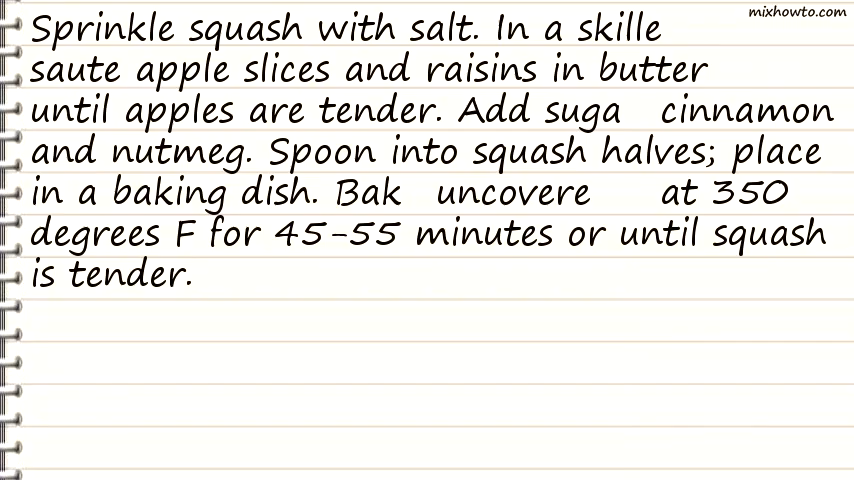 mixhowto.com
Sprinkle squash with salt. In a skille
saute apple slices and raisins in butter
until apples are tender. Add suga cinnamon
and nutmeg. Spoon into squash halves; place
in a baking dish. Bak uncovere at 350
degrees F for 45-55 minutes or until squash
is tender.